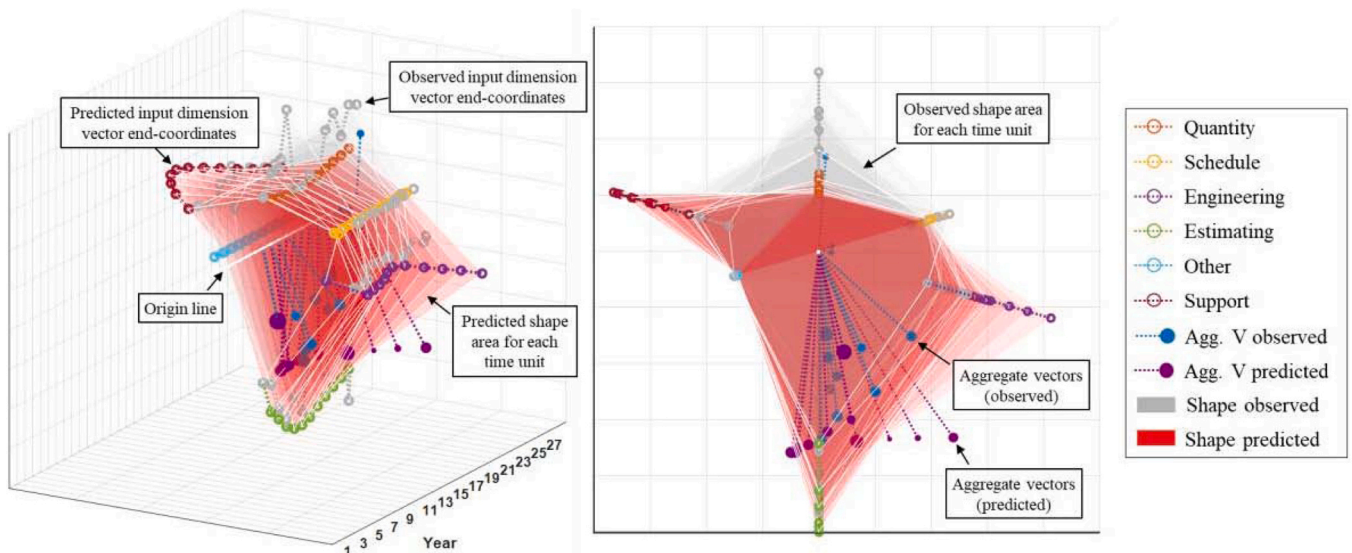 Observed input dimension
vector end-coordinates
Predicted input dimension
vector end-coordinates
Origin line
Predicted shape
area for each
time unit
1 3 5 7 9 11 13 15 17 19 21 23 25 27
Year
Observed shape area
for each time unit
Aggregate vectors
(observed)
Aggregate vectors
(predicted)
Quantity
Schedule
Engineering
Estimating
Other
Support
Agg. V observed
Agg. V predicted
Shape observed
Shape predicted